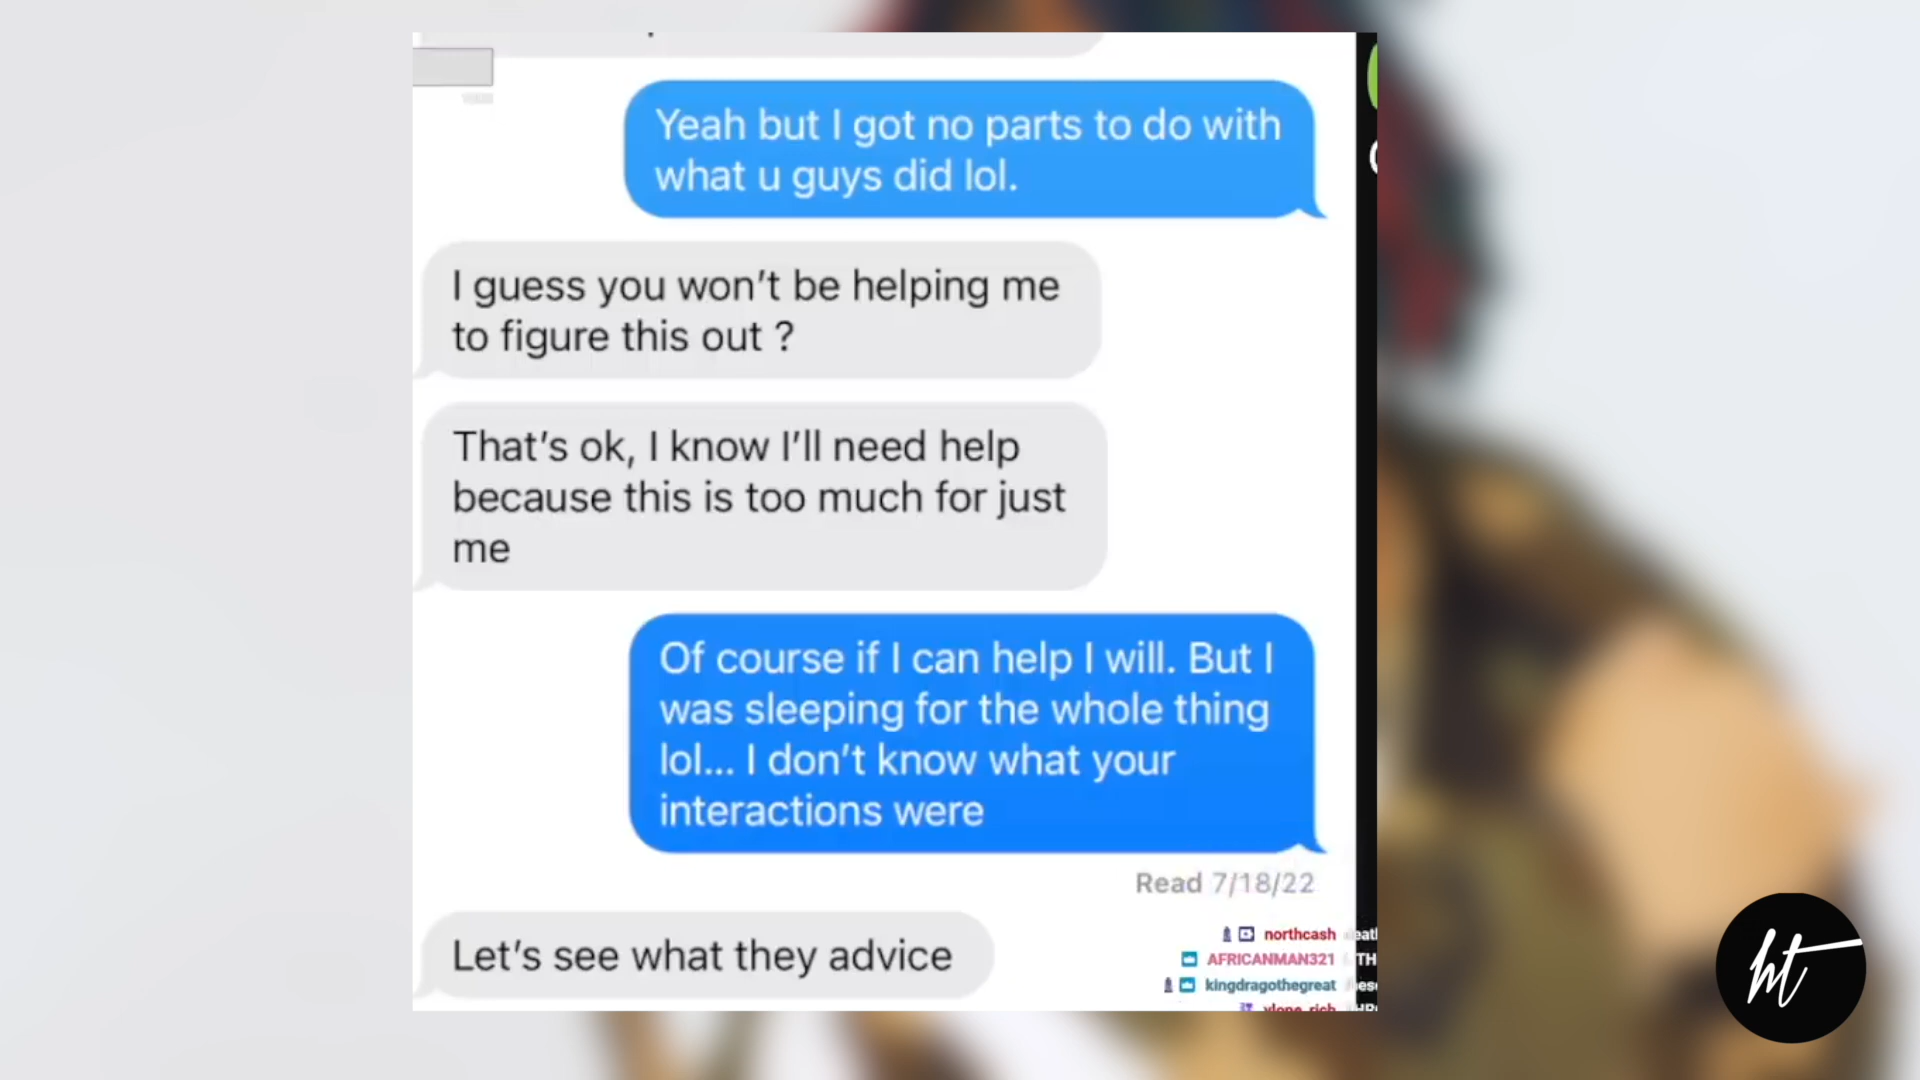 Yeah but I got no parts to do with
what u guys did lol.
I guess you won't be helping me
to figure this out ?
That's ok, I know I'll need help
because this is too much for just
me
Of course if I can help I will. But I
was sleeping for the whole thing
lol... I don't know what your
interactions were
Read 7/18/22
Let's see what they advice
northcash
AFRICANMAN321 TH
kingdragothegreat
ht